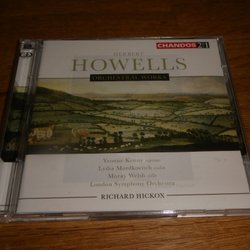 CHANDOS 2 1
HERBERT
HOWELLS
ORCHESTRAL WORKS
Yvonne Kenny soprano
Lydia Mordkovitch violin
Moray Welsh cello
London Symphony Orchestra
RICHARD HICKOX